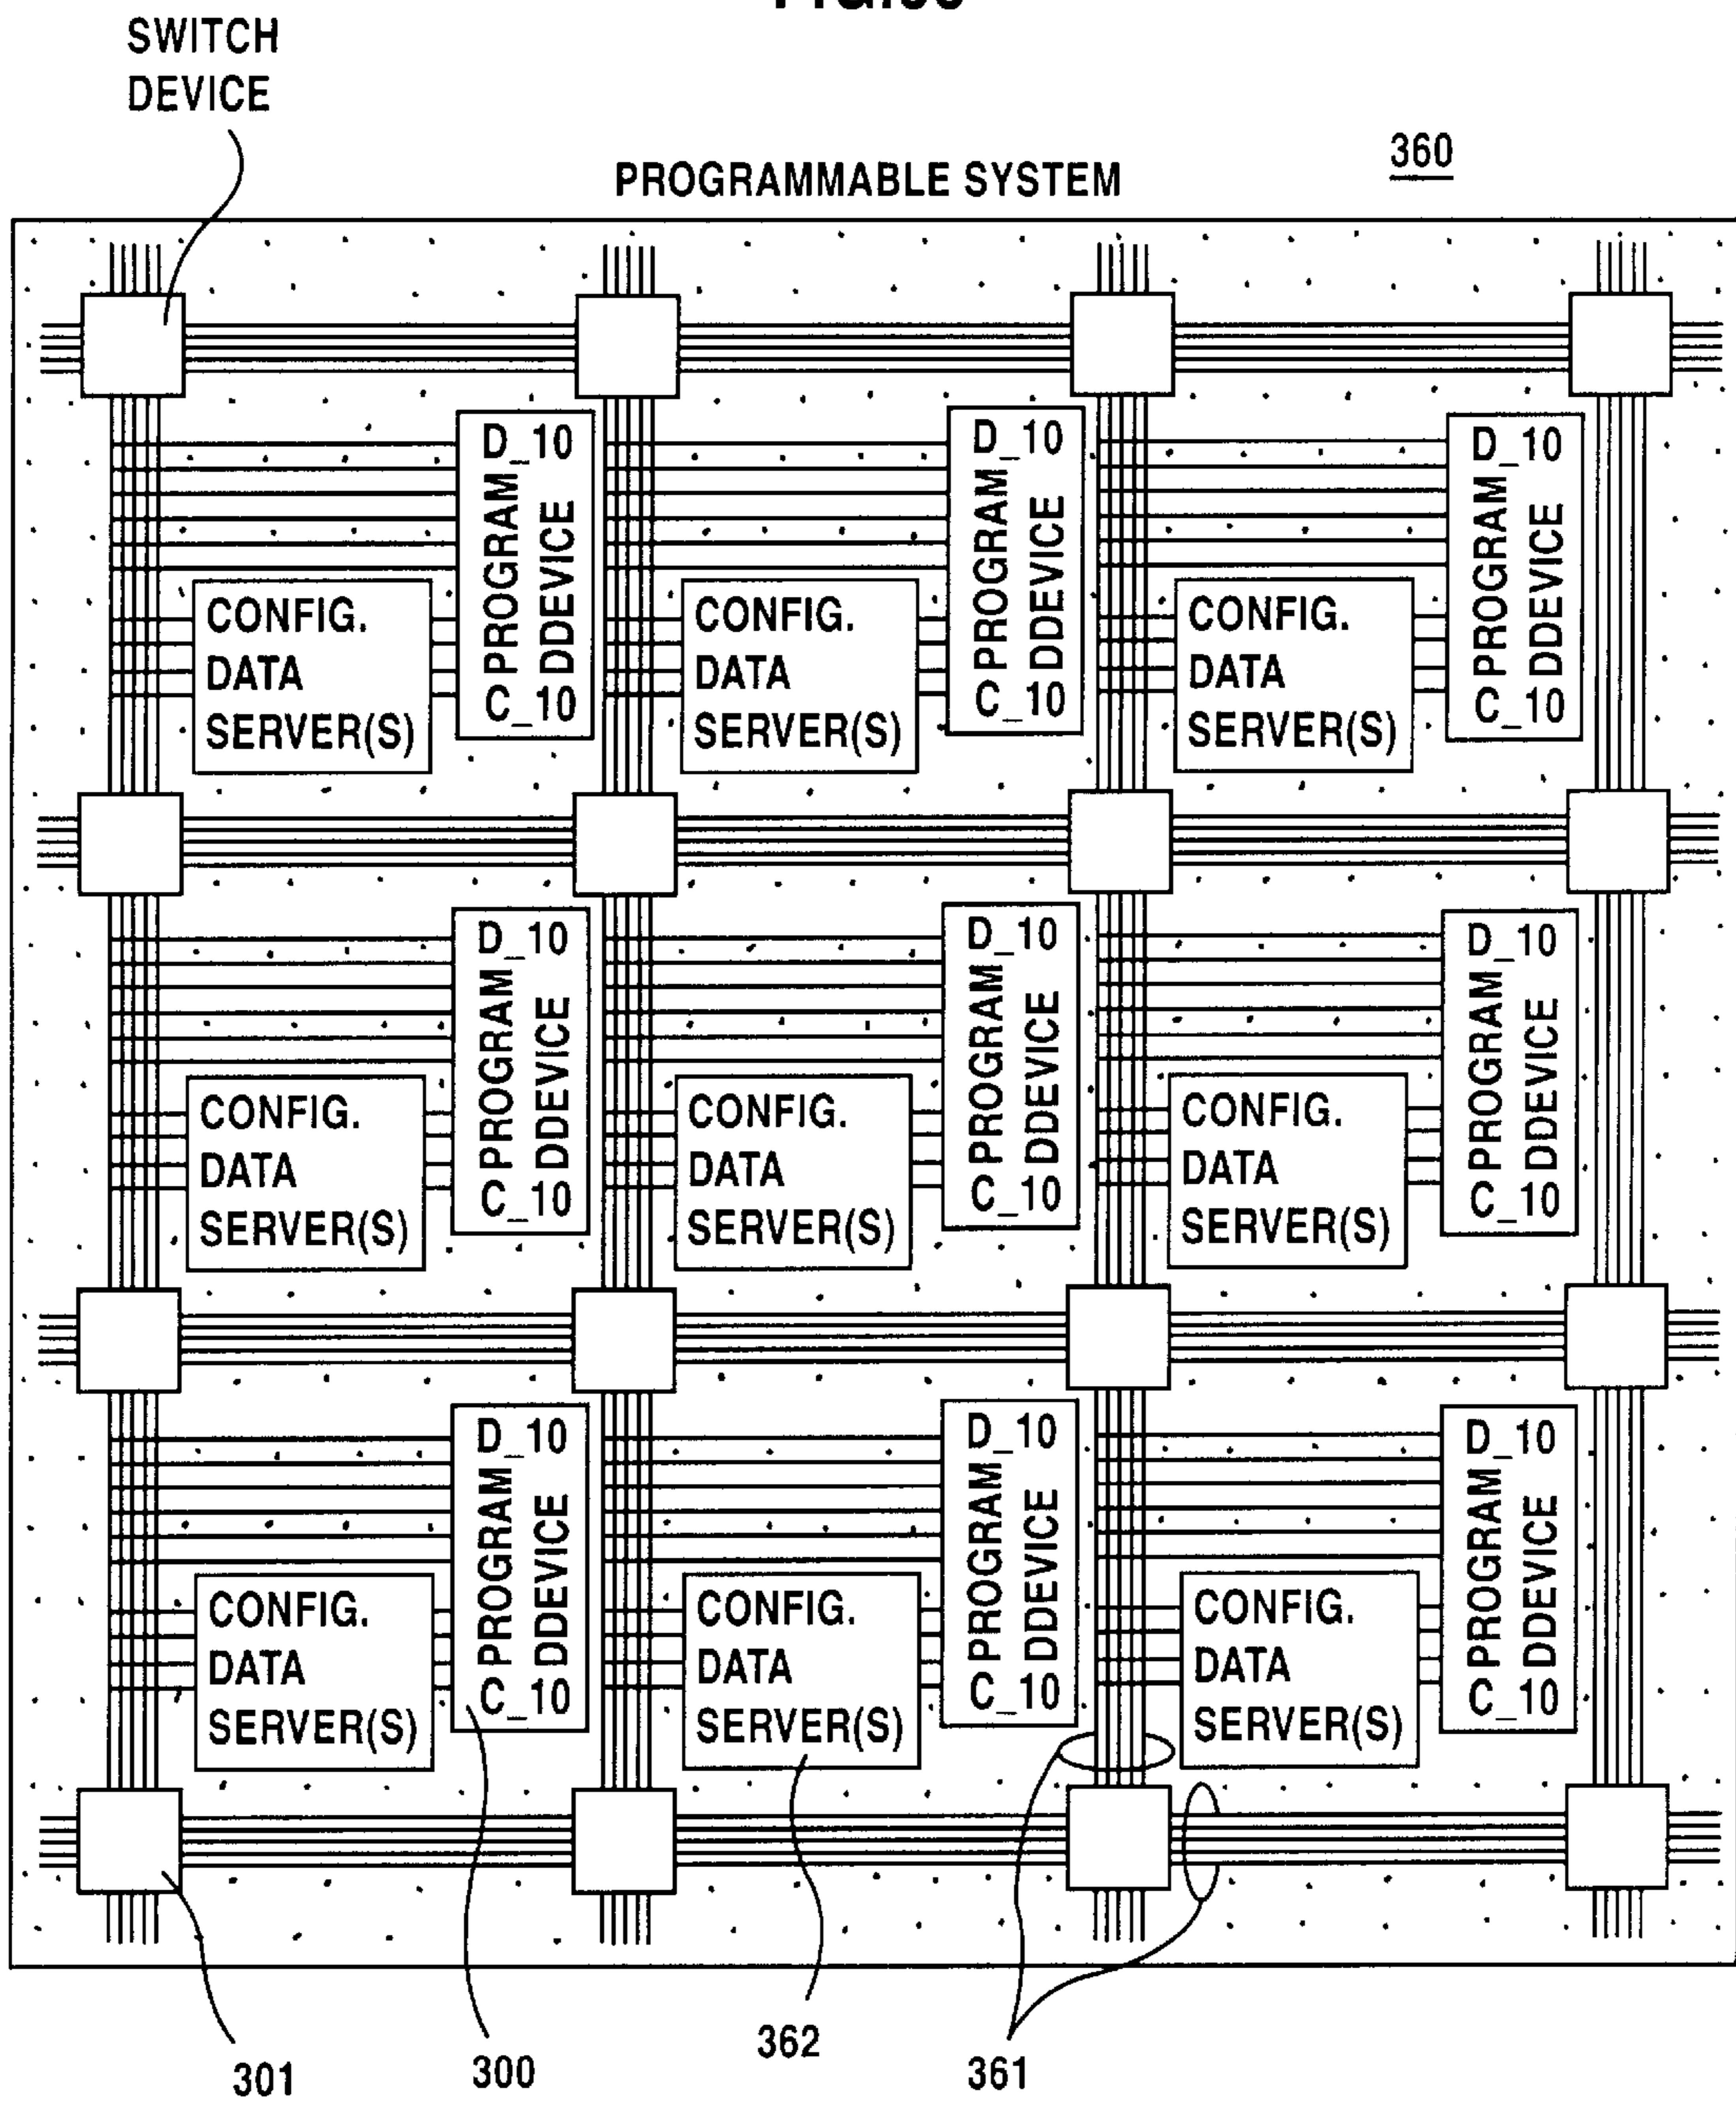 SWITCH
DEVICE
360
PROGRAMMABLE SYSTEM
D_10
PROGRAM
DDEVICE
C_10
CONFIG.
DATA
SERVER(S)
D_10
PROGRAM
DDEVICE
C_10
CONFIG.
DATA
SERVER(S)
D_10
PROGRAM
DDEVICE
C_10
CONFIG.
DATA
SERVER(S)
D_10
PROGRAM
DDEVICE
C_10
CONFIG.
DATA
SERVER(S)
D_10
PROGRAM
DDEVICE
C_10
CONFIG.
DATA
SERVER(S)
D_10
PROGRAM
DDEVICE
C_10
CONFIG.
DATA
SERVER(S)
D_10
PROGRAM
DDEVICE
C_10
CONFIG.
DATA
SERVER(S)
D_10
PROGRAM
DDEVICE
C_10
CONFIG.
DATA
SERVER(S)
D_10
PROGRAM
DDEVICE
C_10
CONFIG.
DATA
SERVER(S)
301
300
362
361